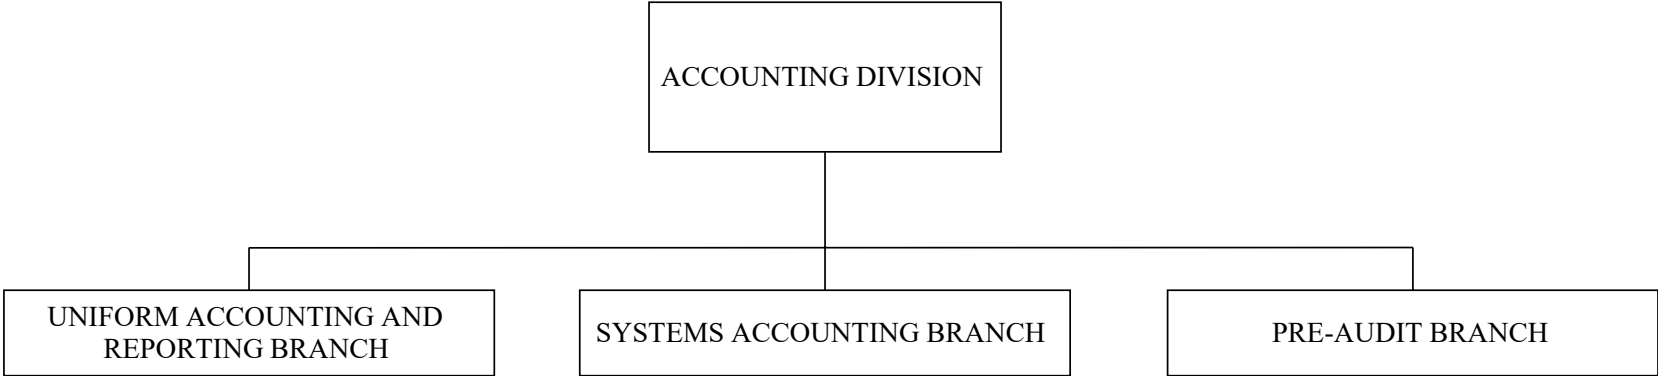 ACCOUNTING DIVISION
UNIFORM ACCOUNTING AND
REPORTING BRANCH
SYSTEMS ACCOUNTING BRANCH
PRE-AUDIT BRANCH